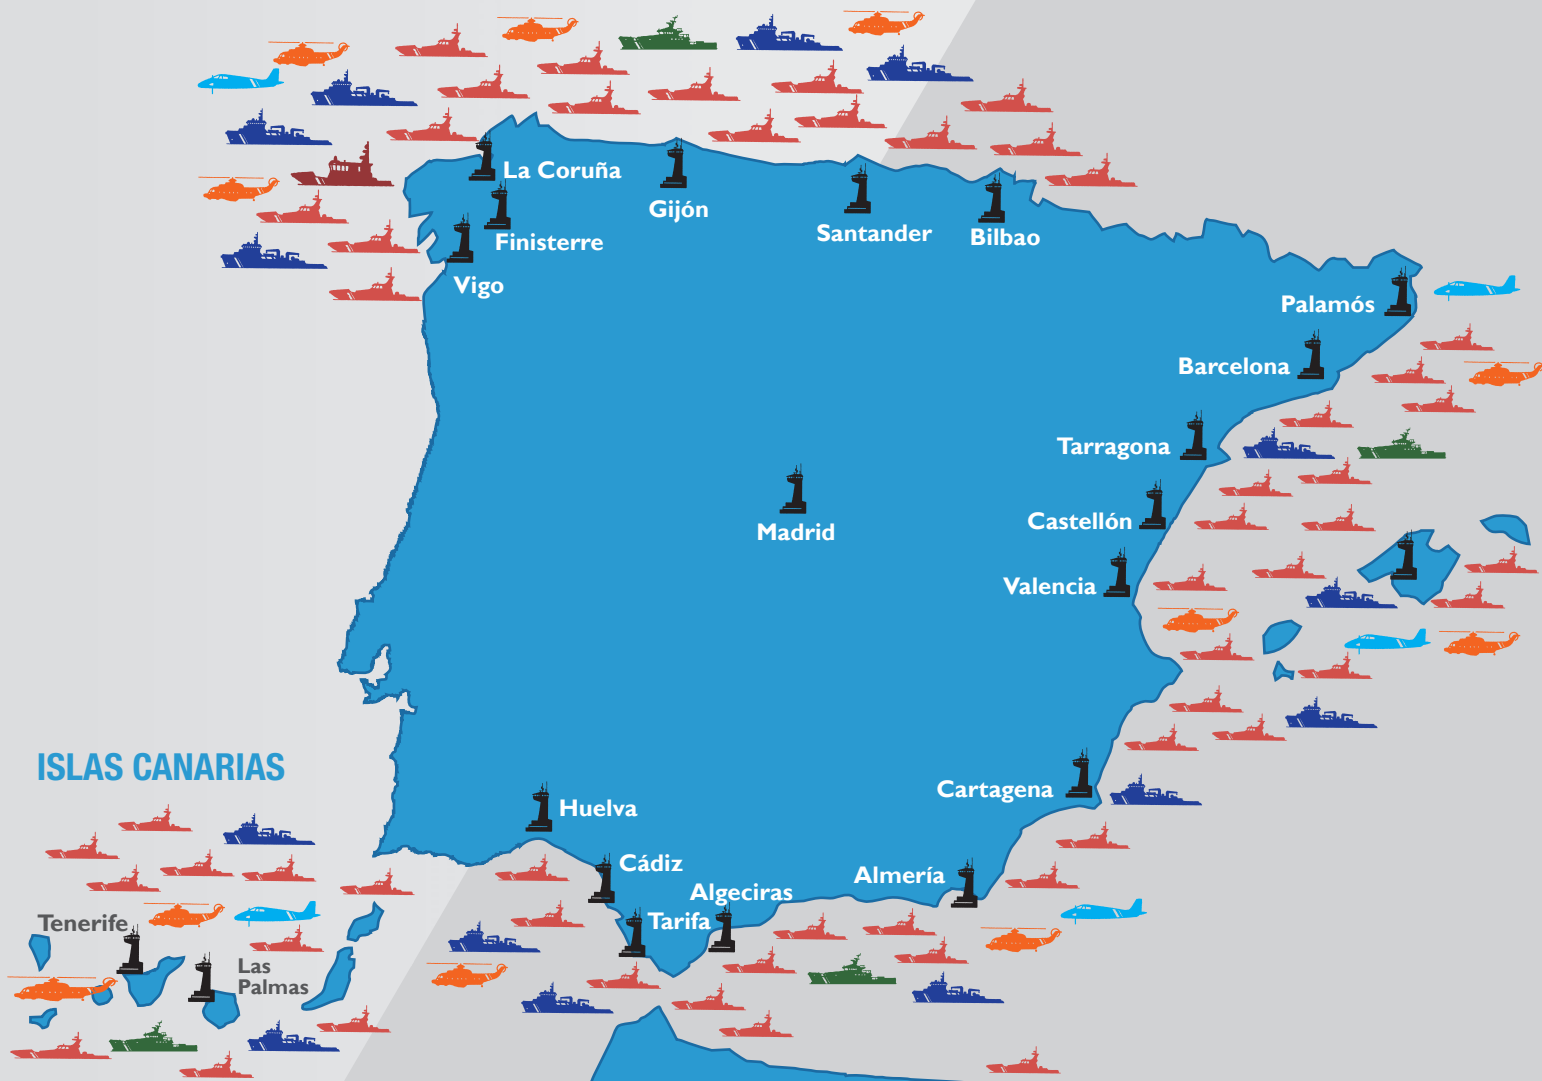 La Coruña
Gijón
Finisterre
Santander
Bilbao
Vigo
Palamós
Barcelona
Tarragona
Madrid
Castellón
Valencia
ISLAS CANARIAS
Cartagena
Huelva
Cádiz
Almería
Algeciras
Tarifa
Tenerife
Las
Palmas